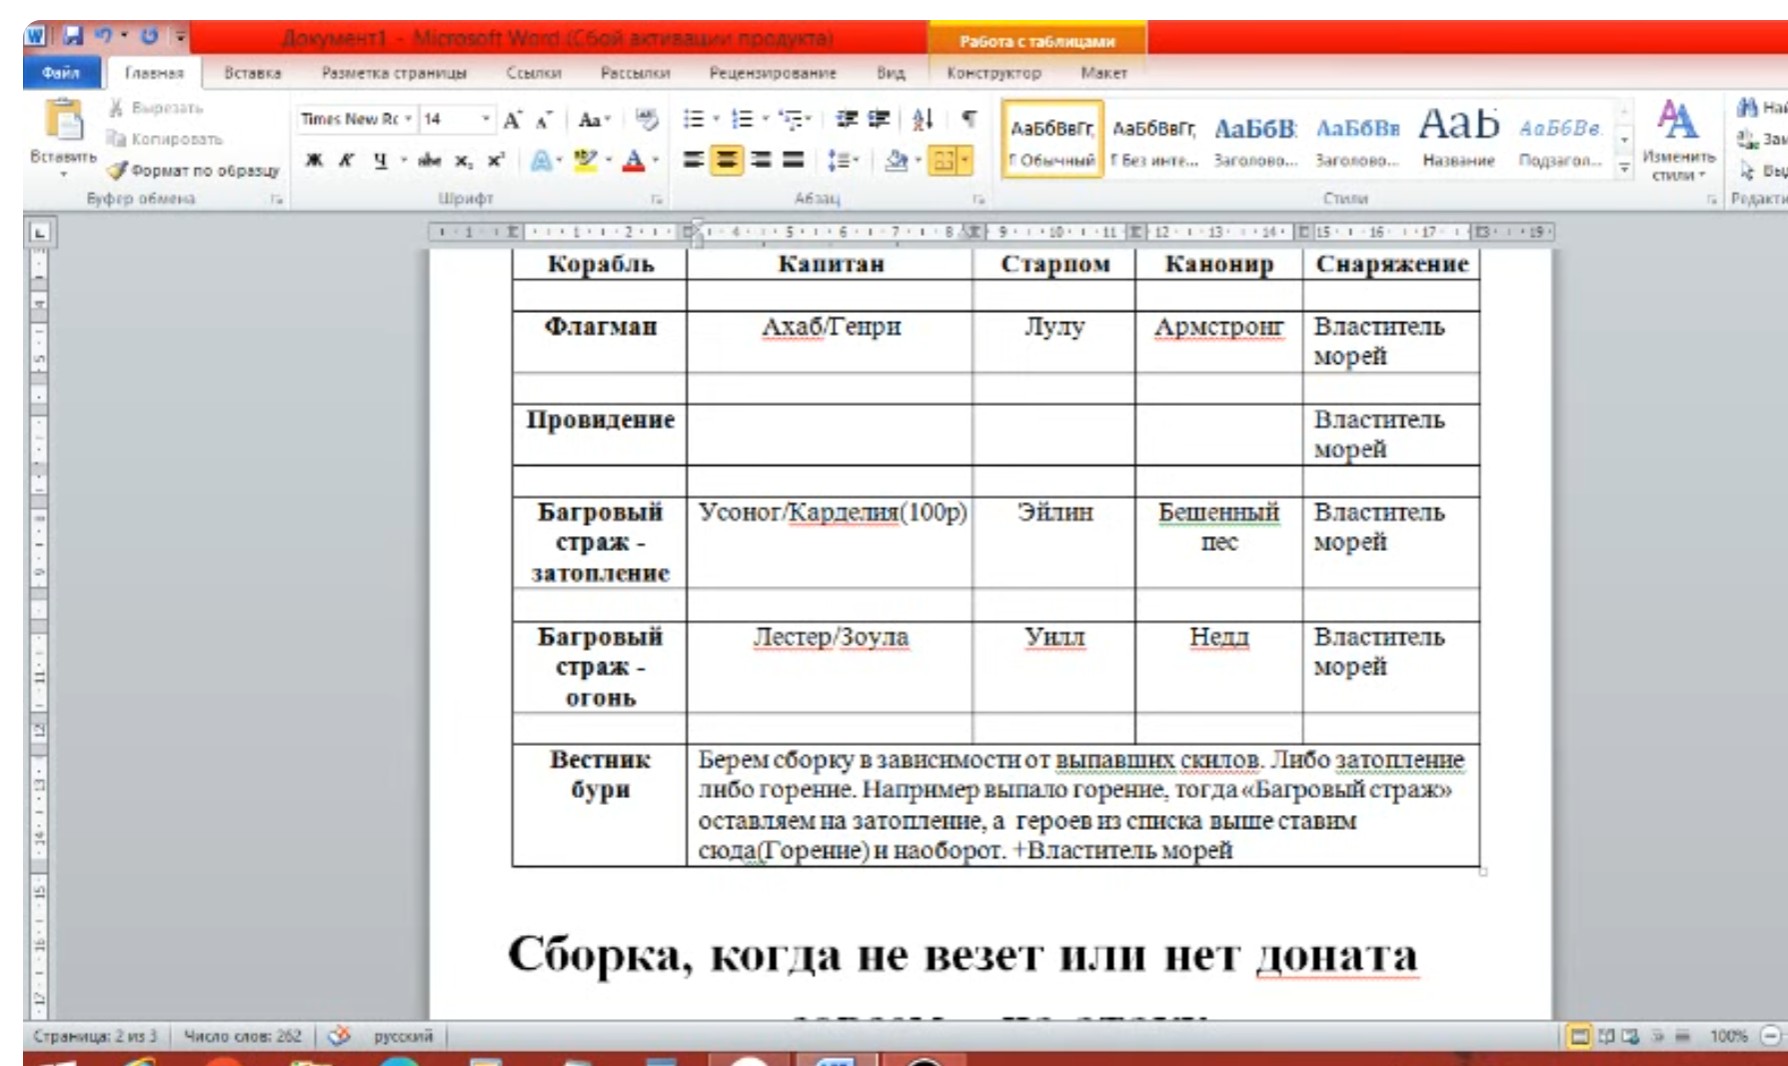 Документ1 - Microsoft Word (Сбой активации продукта)
Работа с таблицами
Файл Главная Вставка Разметка страницы Ссылки Рассылки Рецензирование Вид Конструктор Макет
Вставить
Вырезать
Копировать
Формат по образцу
Буфер обмена
Times New Rc 14
Шрифт
Абзац
АаБбВвГг, АаБбВвГг, АаБбВ АаБбВв АаЬ АаБбВв.
Обычный Без инте... Заголово... Заголово... Название Подзагол...
Изменить
стили
Стили
Корабль Капитан Старпом Канонир Снаряжение
Флагман Ахаб/Генри Лулу Армстронг Властитель
морей
Провидение Властитель
морей
Багровый Усоног/Карделия(100р) Эйлин Бешенный Властитель
страж - пес морей
затопление
Багровый Лестер/Зоула Уилл Недд Властитель
страж - морей
огонь
Вестник Берем сборку в зависимости от выпавших скилов. Либо затопление
бури либо горение. Например выпало горение, тогда «Багровый страж»
оставляем на затопление, а героев из списка выше ставим
сюда(Горение) и наоборот. +Властитель морей
Сборка, когда не везет или нет доната
Страница: 2 из 3 Число слов: 262 русский 100%